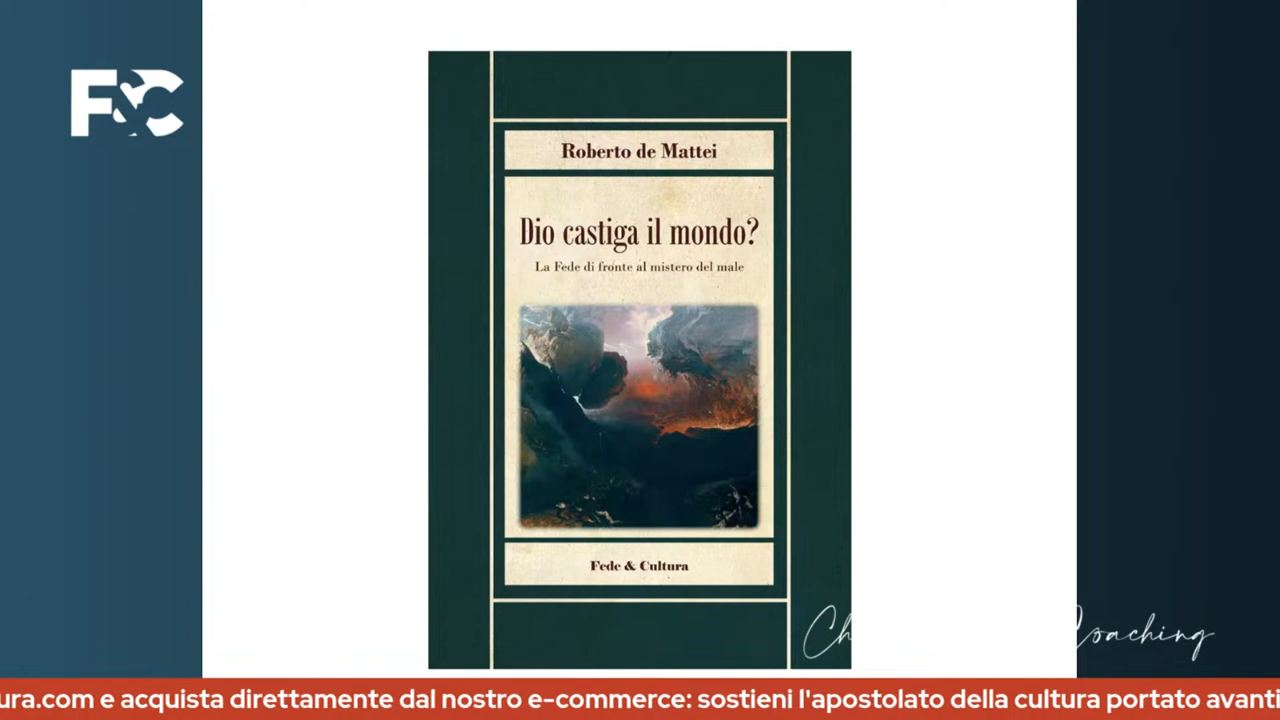 F&C
Roberto de Mattei
Dio castiga il mondo?
La Fede di fronte al mistero del male
Fede & Cultura
Coaching
ura.com e acquista direttamente dal nostro e-commerce: sostieni l'apostolato della cultura portato avanti